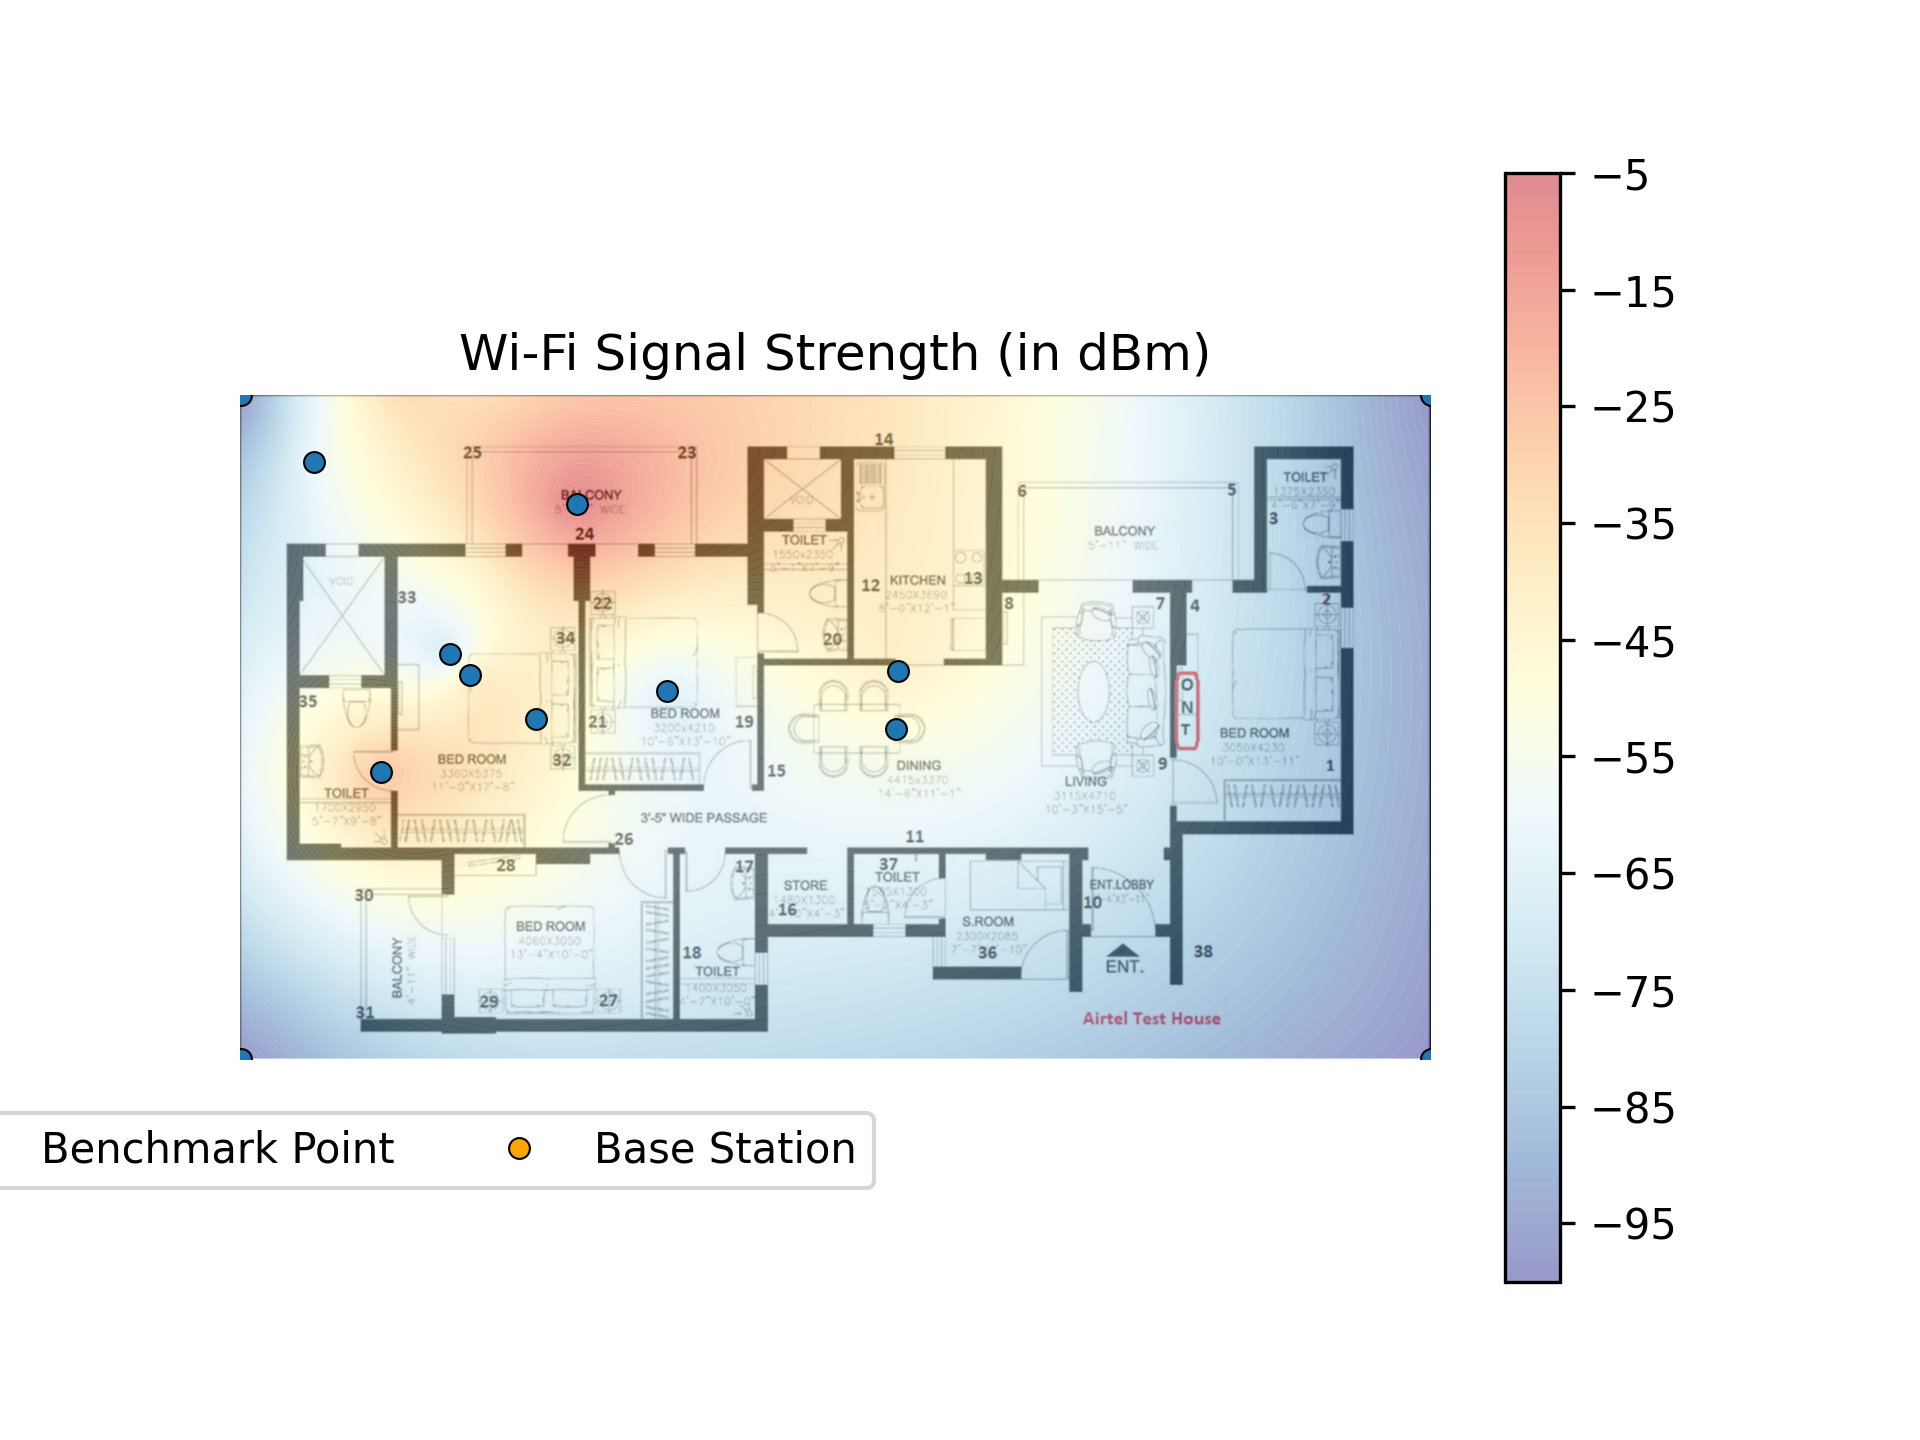 Wi-Fi Signal Strength (in dBm)
−5
−15
−25
−35
−45
−55
−65
−75
−85
−95
14
25
23
BALCONY
WIDE
24
VOID
TOILET
1550x2350
KITCHEN
2450X3690
8'-0"X12'-1"
12
13
20
6
5
BALCONY
5'-11" WIDE
TOILET
1375x2350
3
VOID
33
22
34
8
7
4
2
35
21
BED ROOM
3200x4210
10'-6"X13'-10"
19
O
N
T
BED ROOM
3050X4230
10'-0"X13'-11"
BED ROOM
3360X5375
11'-0"X17'-8"
32
15
DINING
4415x3370
14'-6"X11'-1"
LIVING
3115X4710
10'-3"X15'-5"
9
1
TOILET
1700X2950
5'-7"X9'-8"
3'-5" WIDE PASSAGE
26
11
28
17
STORE
1480X1300
16
37
TOILET
ENT.LOBBY
10
30
BALCONY
4'-11" WIDE
31
BED ROOM
4060X3050
13'-4"X10'-0"
29
27
18
TOILET
1400X3050
4'-7"X10'-0"
S.ROOM
2300X2085
36
ENT.
38
Airtel Test House
Benchmark Point
Base Station